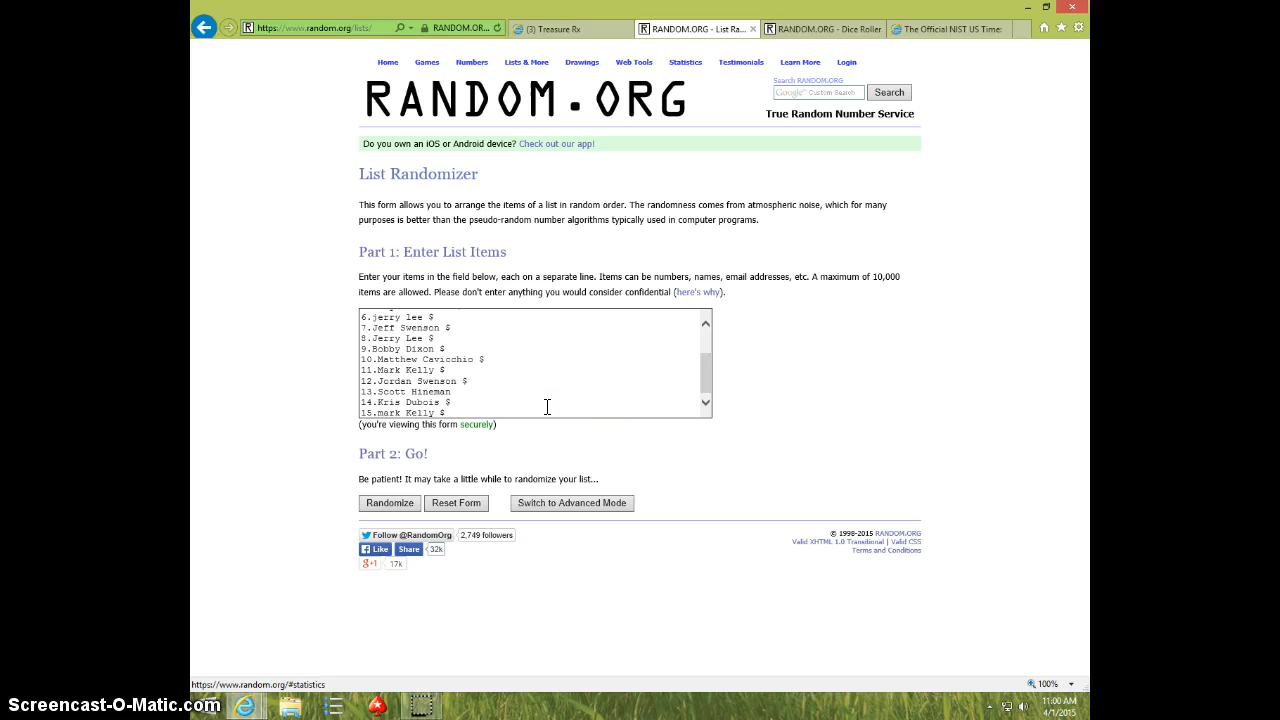 https://www.random.org/lists/
RANDOM.OR...
(3) Treasure Rx
RANDOM.ORG - List Ra...
RANDOM.ORG - Dice Roller
The Official NIST US Time:
Home
Games
Numbers
Lists & More
Drawings
Web Tools
Statistics
Testimonials
Learn More
Login
RANDOM.ORG
Search RANDOM.ORG
Google™ Custom Search
Search
True Random Number Service
Do you own an iOS or Android device? Check out our app!
List Randomizer
This form allows you to arrange the items of a list in random order. The randomness comes from atmospheric noise, which for many
purposes is better than the pseudo-random number algorithms typically used in computer programs.
Part 1: Enter List Items
Enter your items in the field below, each on a separate line. Items can be numbers, names, email addresses, etc. A maximum of 10,000
items are allowed. Please don't enter anything you would consider confidential (here's why).
6.jerry lee $
7.Jeff Swenson $
8.Jerry Lee $
9.Bobby Dixon $
10.Matthew Cavicchio $
11.Mark Kelly $
12.Jordan Swenson $
13.Scott Hineman
14.Kris Dubois $
15.mark Kelly $
(you're viewing this form securely)
Part 2: Go!
Be patient! It may take a little while to randomize your list...
Randomize
Reset Form
Switch to Advanced Mode
Follow @RandomOrg
2,749 followers
Like
Share
32k
g+1
17k
© 1998-2015 RANDOM.ORG
Valid XHTML 1.0 Transitional | Valid CSS
Terms and Conditions
https://www.random.org/#statistics
100%
11:00 AM
4/1/2015
Screencast-O-Matic.com